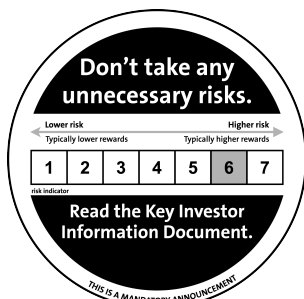 Don't take any
unnecessary risks.
Lower risk Higher risk
Typically lower rewards Typically higher rewards
1 2 3 4 5 6 7
risk indicator
Read the Key Investor
Information Document.
THIS IS A MANDATORY ANNOUNCEMENT